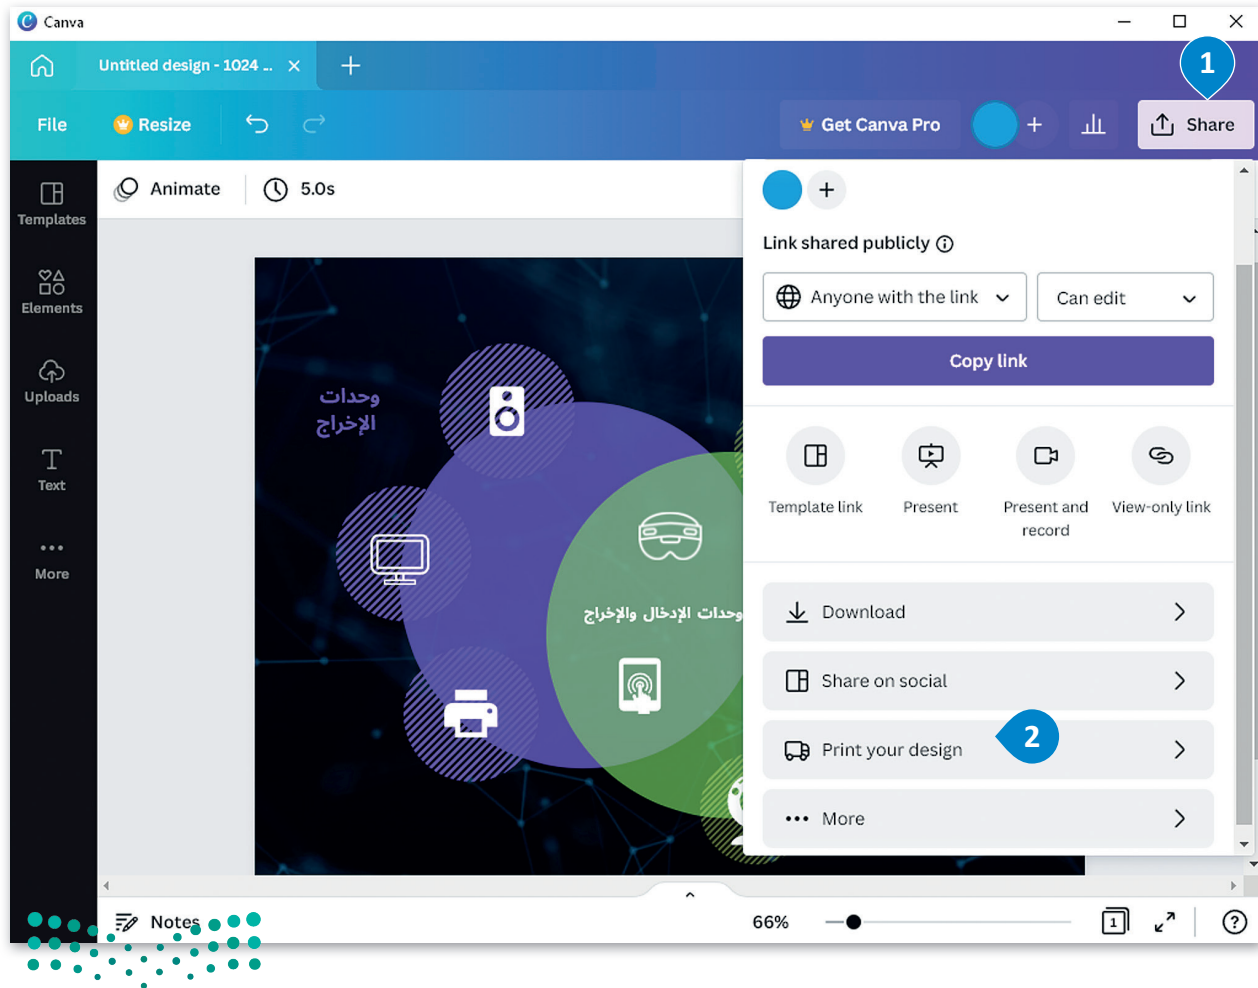 Canva
Untitled design - 1024 ...
1
File
Resize
Get Canva Pro
Share
Templates
Elements
Uploads
Text
More
Animate
5.0s
وحدات
الإخراج
وحدات الإدخال والإخراج
Link shared publicly
Anyone with the link
Can edit
Copy link
Template link
Present
Present and
record
View-only link
Download
Share on social
Print your design
2
More
Notes
66%
1
?